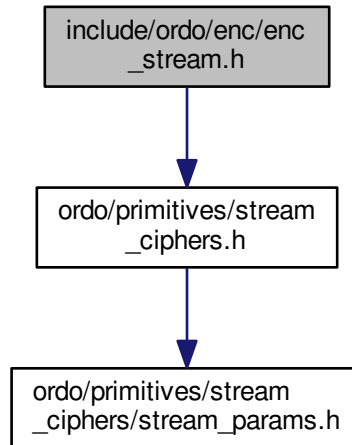 include/ordo/enc/enc
_stream.h
ordo/primitives/stream
_ciphers.h
ordo/primitives/stream
_ciphers/stream_params.h